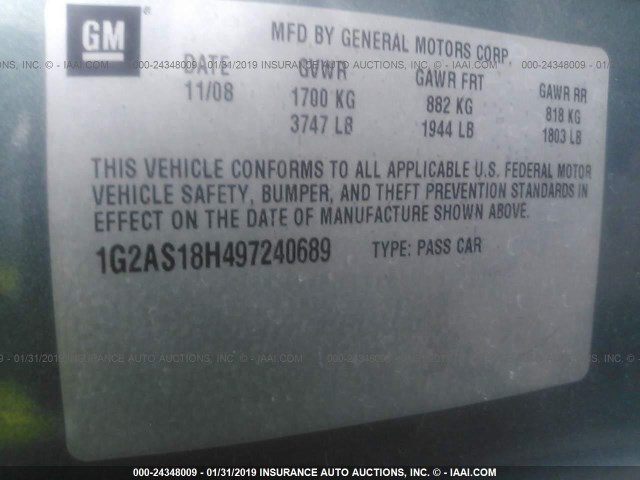 GM
MFD BY GENERAL MOTORS CORP.
DATE GVWR GAWR FRT GAWR RR
11/08 1700 KG 882 KG 818 KG
3747 LB 1944 LB 1803 LB
THIS VEHICLE CONFORMS TO ALL APPLICABLE U.S. FEDERAL MOTOR
VEHICLE SAFETY, BUMPER, AND THEFT PREVENTION STANDARDS IN
EFFECT ON THE DATE OF MANUFACTURE SHOWN ABOVE.
1G2AS18H497240689 TYPE: PASS CAR
000-24348009 - 01/31/2019 INSURANCE AUTO AUCTIONS, INC. - © - IAAI.COM